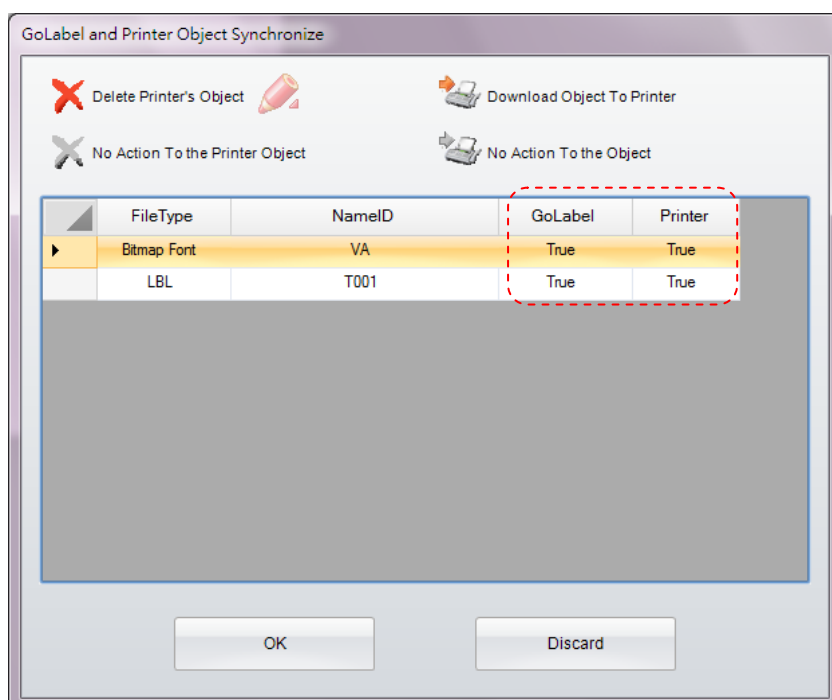 GoLabel and Printer Object Synchronize
Delete Printer's Object Download Object To Printer
No Action To the Printer Object No Action To the Object
FileType NameID GoLabel Printer
Bitmap Font VA True True
LBL T001 True True
OK Discard